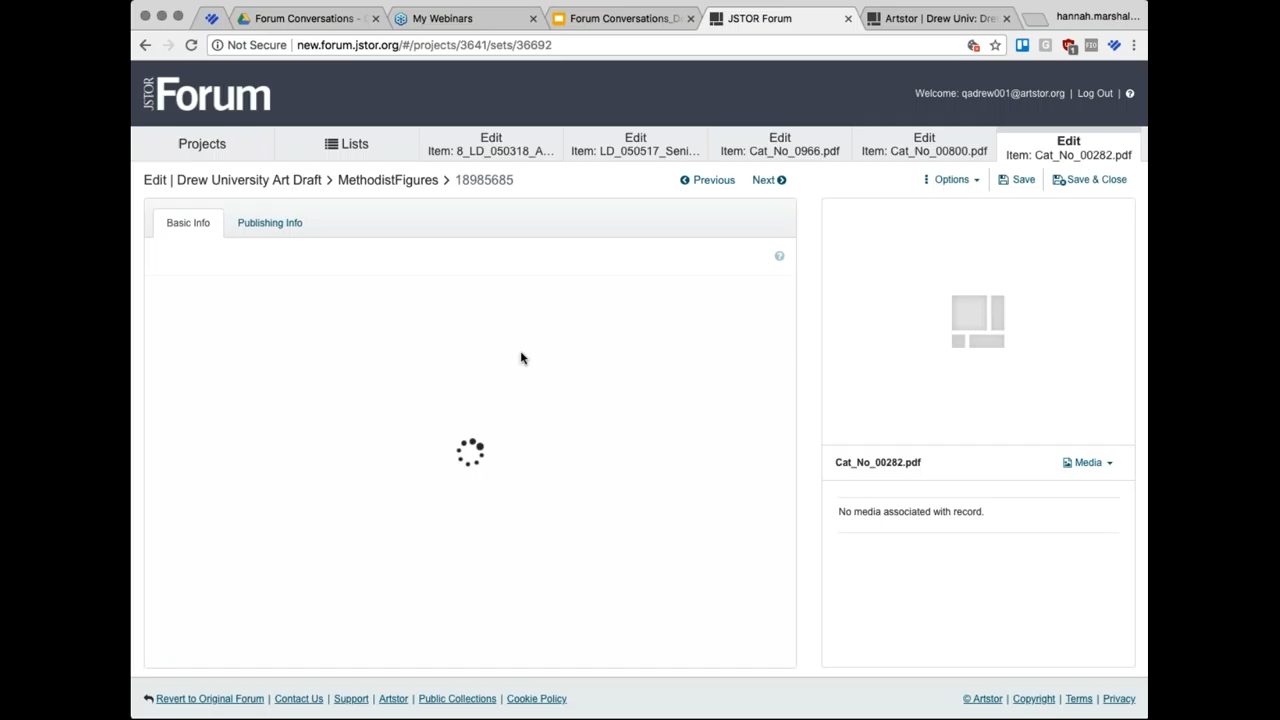 Forum Conversations -
My Webinars
Forum Conversations_D
JSTOR Forum
Artstor | Drew Univ: Dre
hannah.marshal...
Not Secure | new.forum.jstor.org/#/projects/3641/sets/36692
JSTOR Forum
Welcome: qadrew001@artstor.org | Log Out |
Projects
Lists
Edit
Item: 8_LD_050318_A...
Edit
Item: LD_050517_Seni...
Edit
Item: Cat_No_0966.pdf
Edit
Item: Cat_No_00800.pdf
Edit
Item: Cat_No_00282.pdf
Edit | Drew University Art Draft > MethodistFigures > 18985685
Previous
Next
Options
Save
Save & Close
Basic Info
Publishing Info
Cat_No_00282.pdf
Media
No media associated with record.
Revert to Original Forum | Contact Us | Support | Artstor | Public Collections | Cookie Policy
© Artstor | Copyright | Terms | Privacy